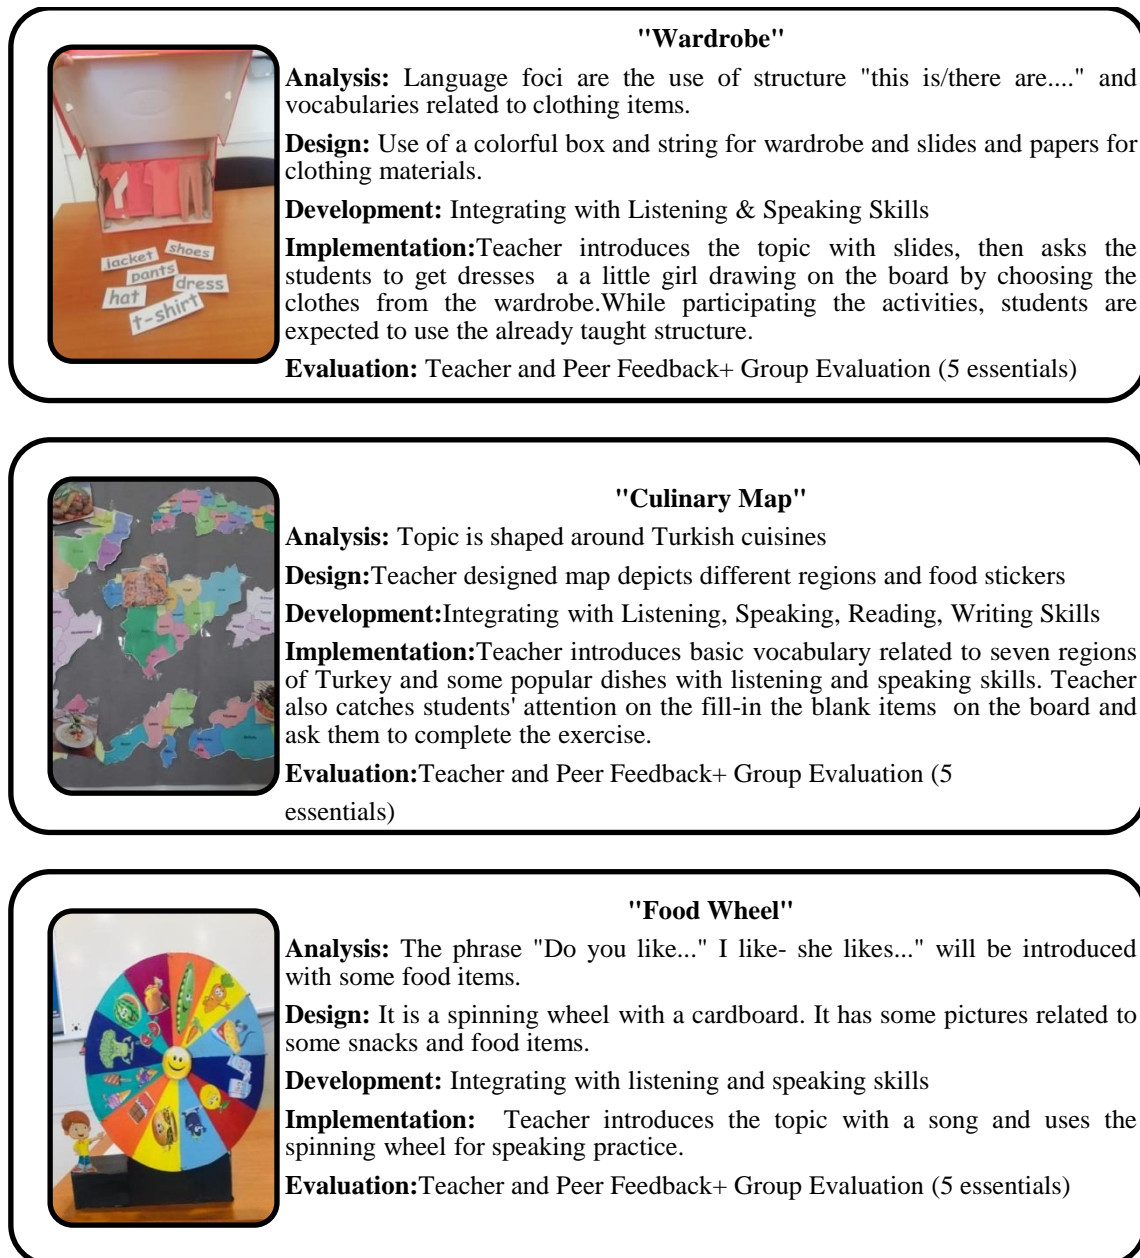 "Wardrobe"
Analysis: Language foci are the use of structure "this is/there are...." and
vocabularies related to clothing items.
Design: Use of a colorful box and string for wardrobe and slides and papers for
clothing materials.
Development: Integrating with Listening & Speaking Skills
Implementation:Teacher introduces the topic with slides, then asks the
students to get dresses a a little girl drawing on the board by choosing the
clothes from the wardrobe.While participating the activities, students are
expected to use the already taught structure.
Evaluation: Teacher and Peer Feedback+ Group Evaluation (5 essentials)
jacket
shoes
pants
dress
hat
t-shirt
"Culinary Map"
Analysis: Topic is shaped around Turkish cuisines
Design:Teacher designed map depicts different regions and food stickers
Development:Integrating with Listening, Speaking, Reading, Writing Skills
Implementation:Teacher introduces basic vocabulary related to seven regions
of Turkey and some popular dishes with listening and speaking skills. Teacher
also catches students' attention on the fill-in the blank items on the board and
ask them to complete the exercise.
Evaluation:Teacher and Peer Feedback+ Group Evaluation (5
essentials)
"Food Wheel"
Analysis: The phrase "Do you like..." I like- she likes..." will be introduced
with some food items.
Design: It is a spinning wheel with a cardboard. It has some pictures related to
some snacks and food items.
Development: Integrating with listening and speaking skills
Implementation: Teacher introduces the topic with a song and uses the
spinning wheel for speaking practice.
Evaluation:Teacher and Peer Feedback+ Group Evaluation (5 essentials)